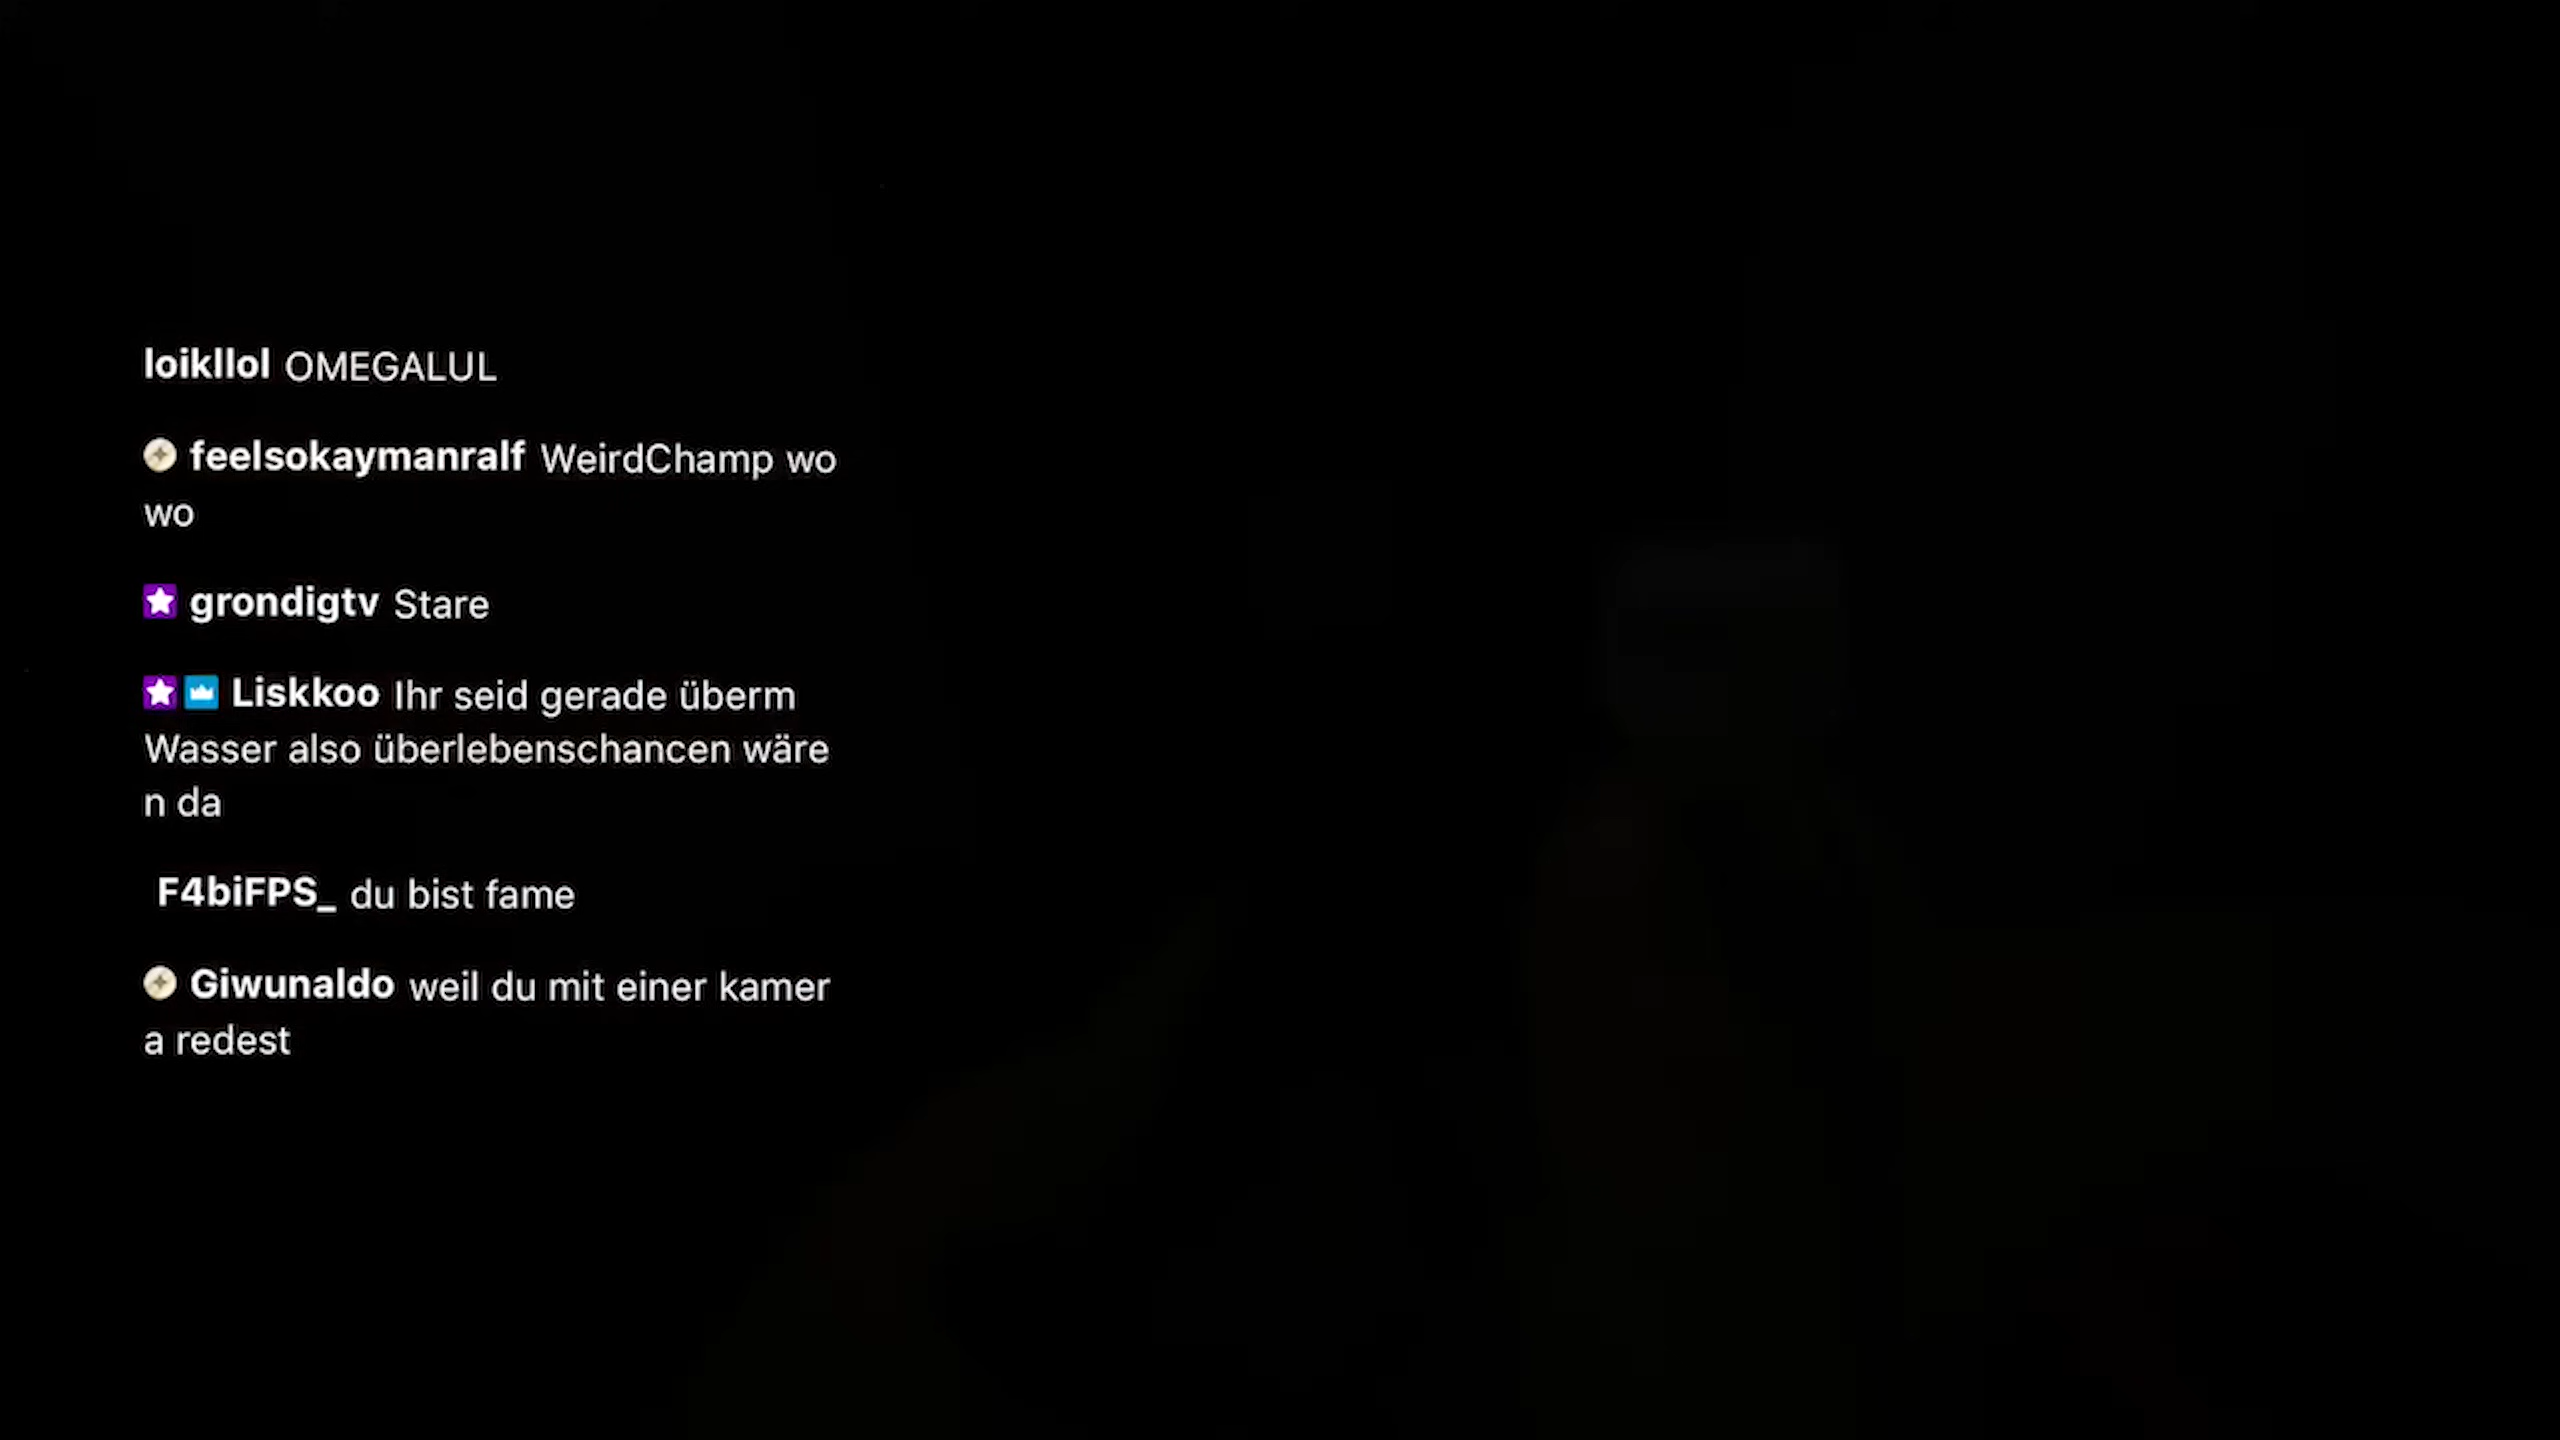 loikllol OMEGALUL
feelsokaymanralf WeirdChamp wo
wo
grondigtv Stare
Liskkoo Ihr seid gerade überm
Wasser also überlebenschancen wäre
n da
F4biFPS_ du bist fame
Giwunaldo weil du mit einer kamer
a redest